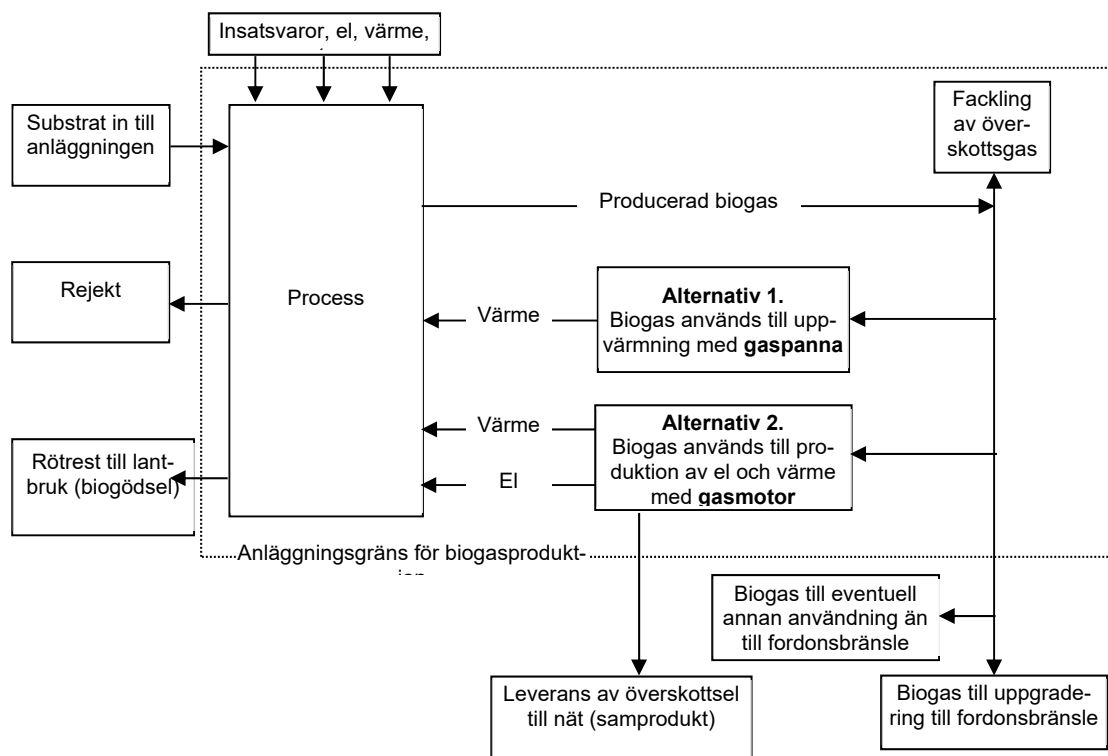 Insatsvaror, el, värme,
Substrat in till
anläggningen
Fackling
av över-
skottsgas
Producerad biogas
Rejekt
Process
Värme
Alternativ 1.
Biogas används till upp-
värmning med gaspanna
Värme
El
Alternativ 2.
Biogas används till pro-
duktion av el och värme
med gasmotor
Rötrest till lant-
bruk (biogödsel)
Anläggningsgräns för biogasprodukt-
Biogas till eventuell
annan användning än
till fordonsbränsle
Leverans av överskottsel
till nät (samprodukt)
Biogas till uppgrade-
ring till fordonsbränsle